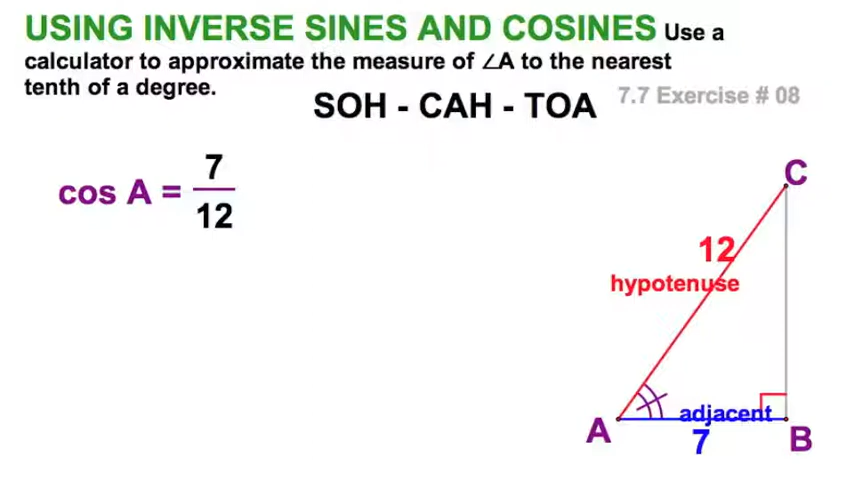 USING INVERSE SINES AND COSINES Use a
calculator to approximate the measure of ∠A to the nearest
tenth of a degree.
SOH - CAH - TOA
7.7 Exercise # 08
cos A = 7/12
C
12
hypotenuse
adjacent
A
7
B